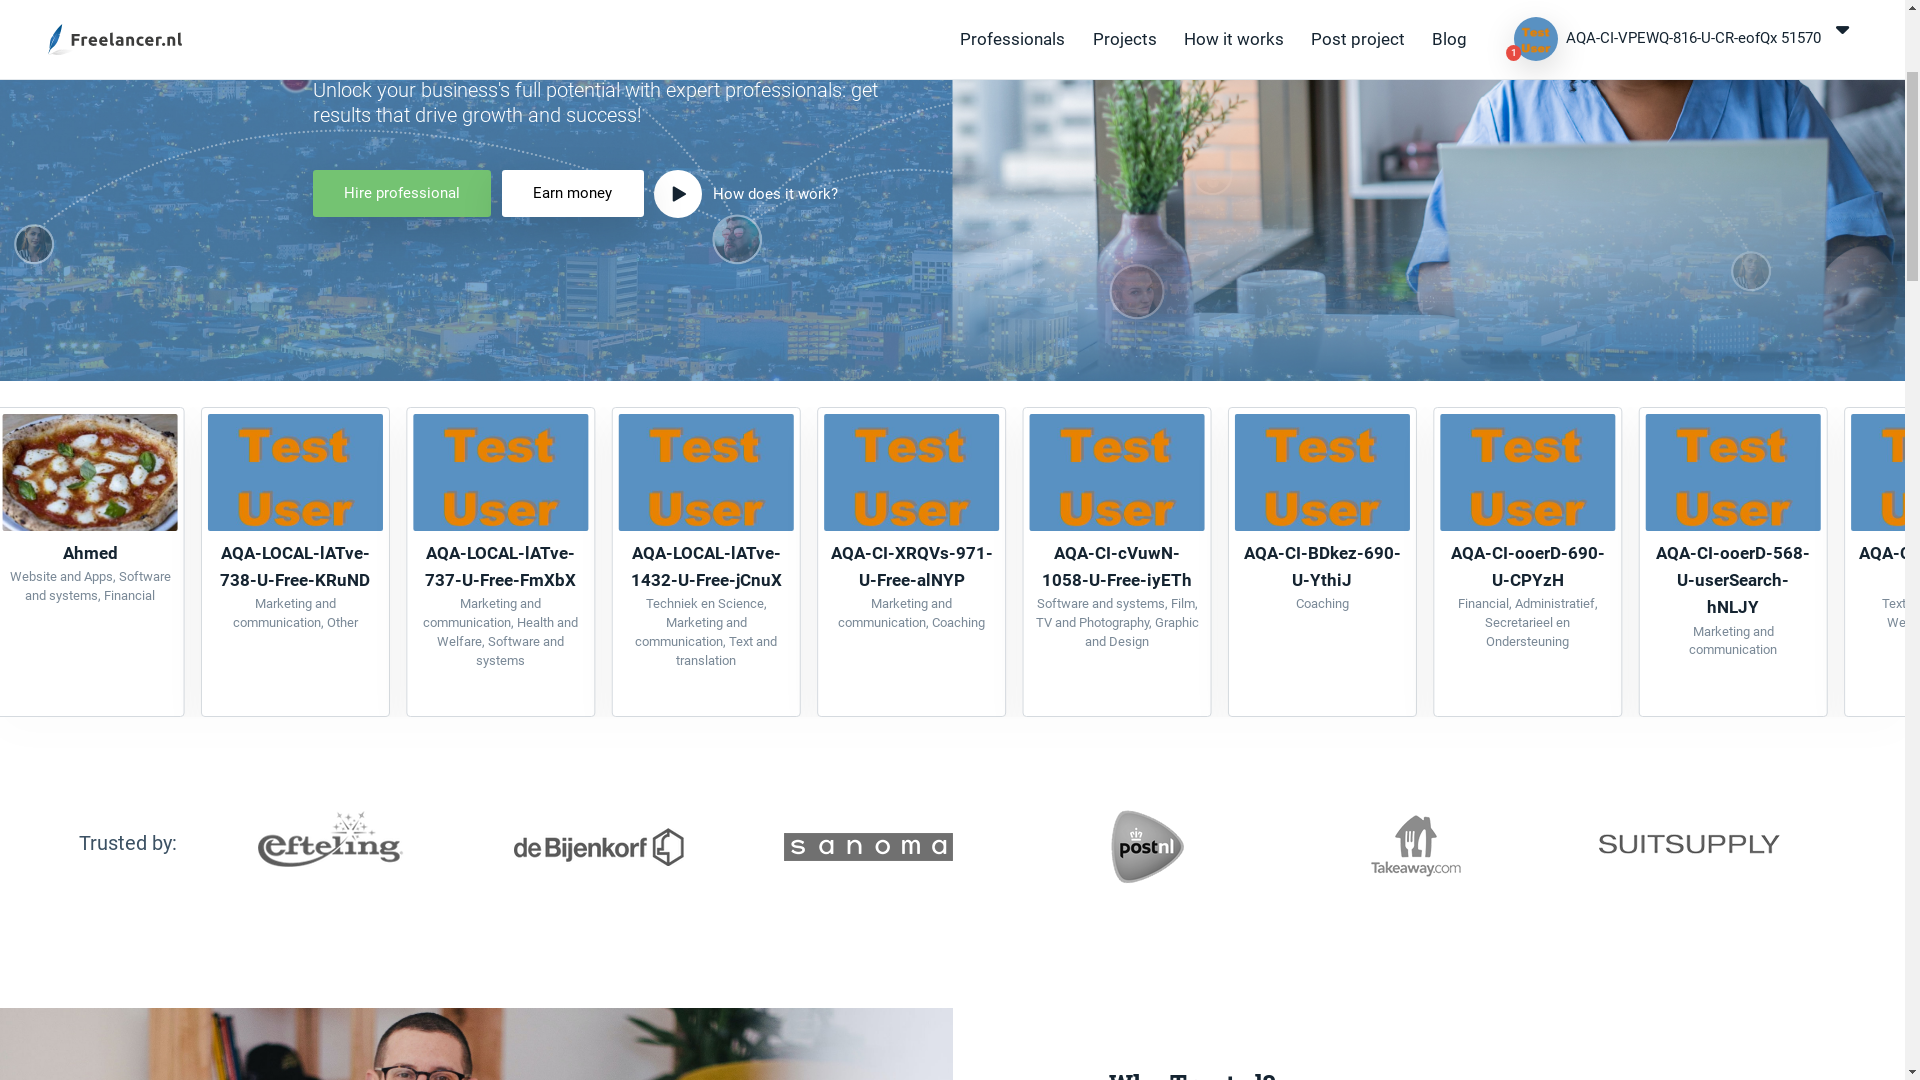 Freelancer.nl
Professionals
Projects
How it works
Post project
Blog
Test
User
1
AQA-CI-VPEWQ-816-U-CR-eofQx 51570
Unlock your business's full potential with expert professionals: get
results that drive growth and success!
Hire professional
Earn money
How does it work?
Ahmed
Website and Apps, Software
and systems, Financial
Test
User
AQA-LOCAL-lATve-
738-U-Free-KRuND
Marketing and
communication, Other
Test
User
AQA-LOCAL-lATve-
737-U-Free-FmXbX
Marketing and
communication, Health and
Welfare, Software and
systems
Test
User
AQA-LOCAL-lATve-
1432-U-Free-jCnuX
Techniek en Science,
Marketing and
communication, Text and
translation
Test
User
AQA-CI-XRQVs-971-
U-Free-alNYP
Marketing and
communication, Coaching
Test
User
AQA-CI-cVuwN-
1058-U-Free-iyETh
Software and systems, Film,
TV and Photography, Graphic
and Design
Test
User
AQA-CI-BDkez-690-
U-YthiJ
Coaching
Test
User
AQA-CI-ooerD-690-
U-CPYzH
Financial, Administratief,
Secretarieel en
Ondersteuning
Test
User
AQA-CI-ooerD-568-
U-userSearch-
hNLJY
Marketing and
communication
Trusted by:
efteling
de Bijenkorf
sanoma
postnl
Takeaway.com
SUITSUPPLY